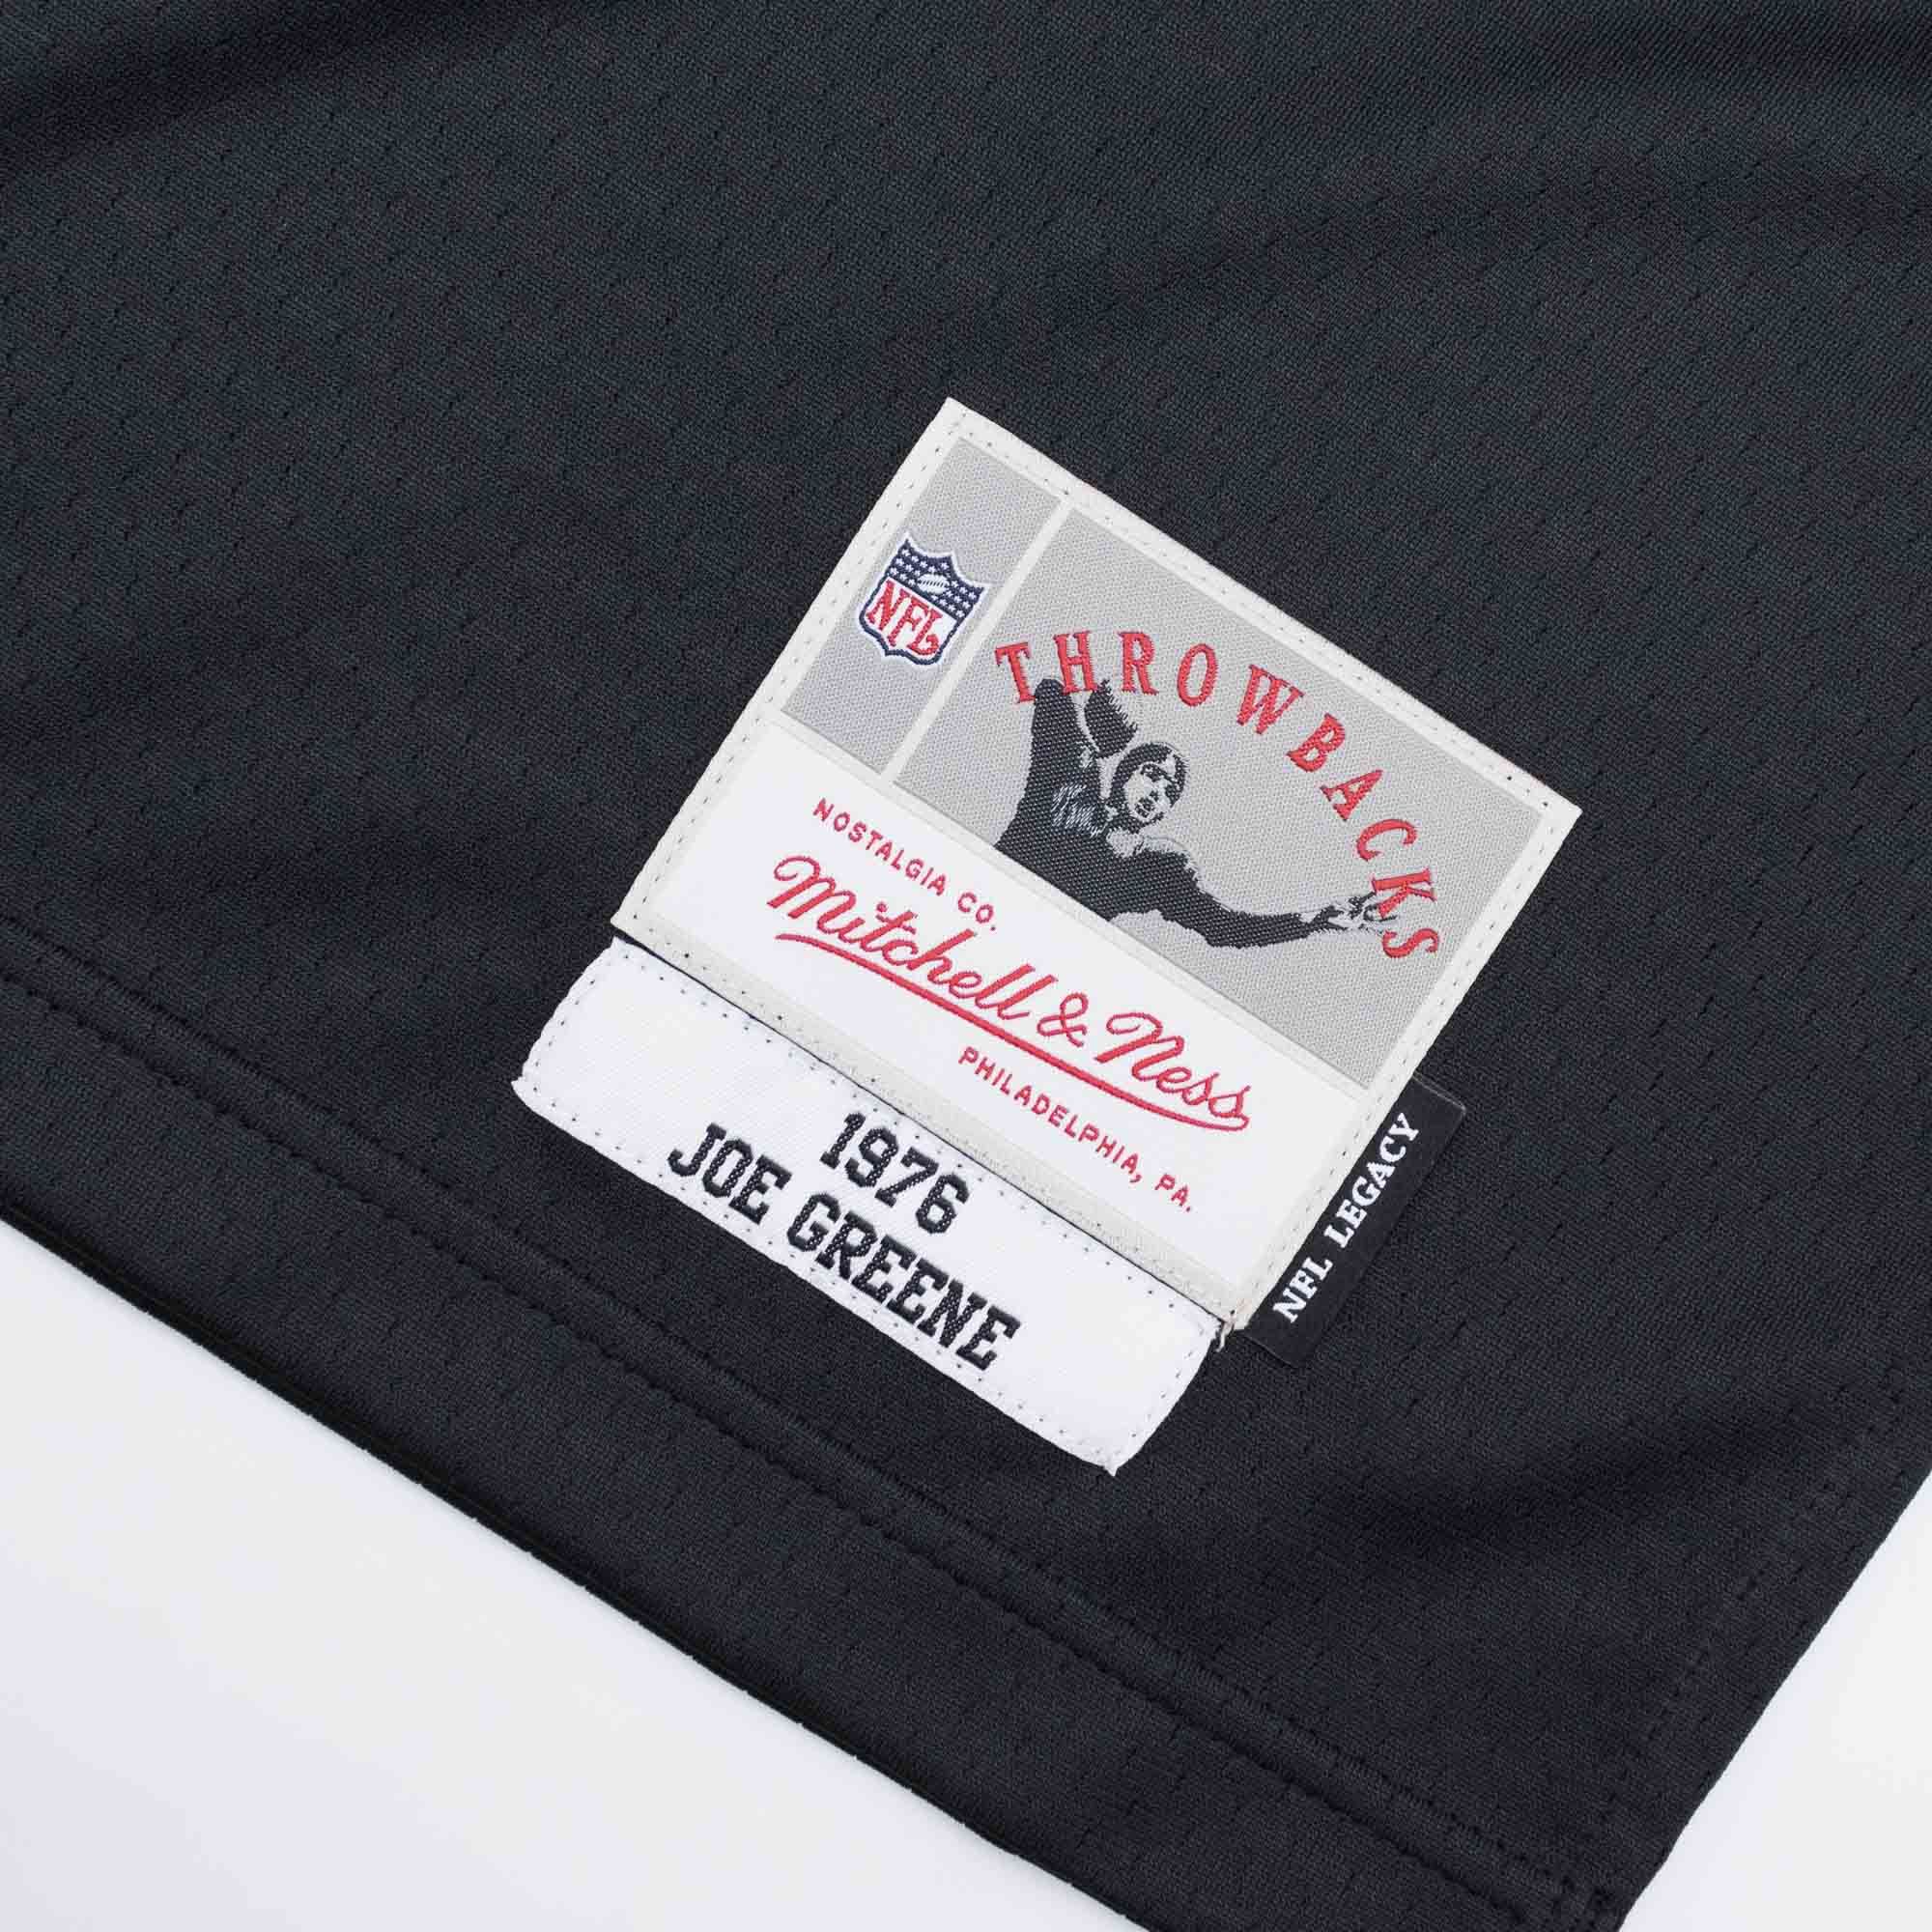 NFL
THROWBACKS
NOSTALGIA CO.
Mitchell & Ness
PHILADELPHIA, PA.
1976
JOE GREENE
NFL LEGACY